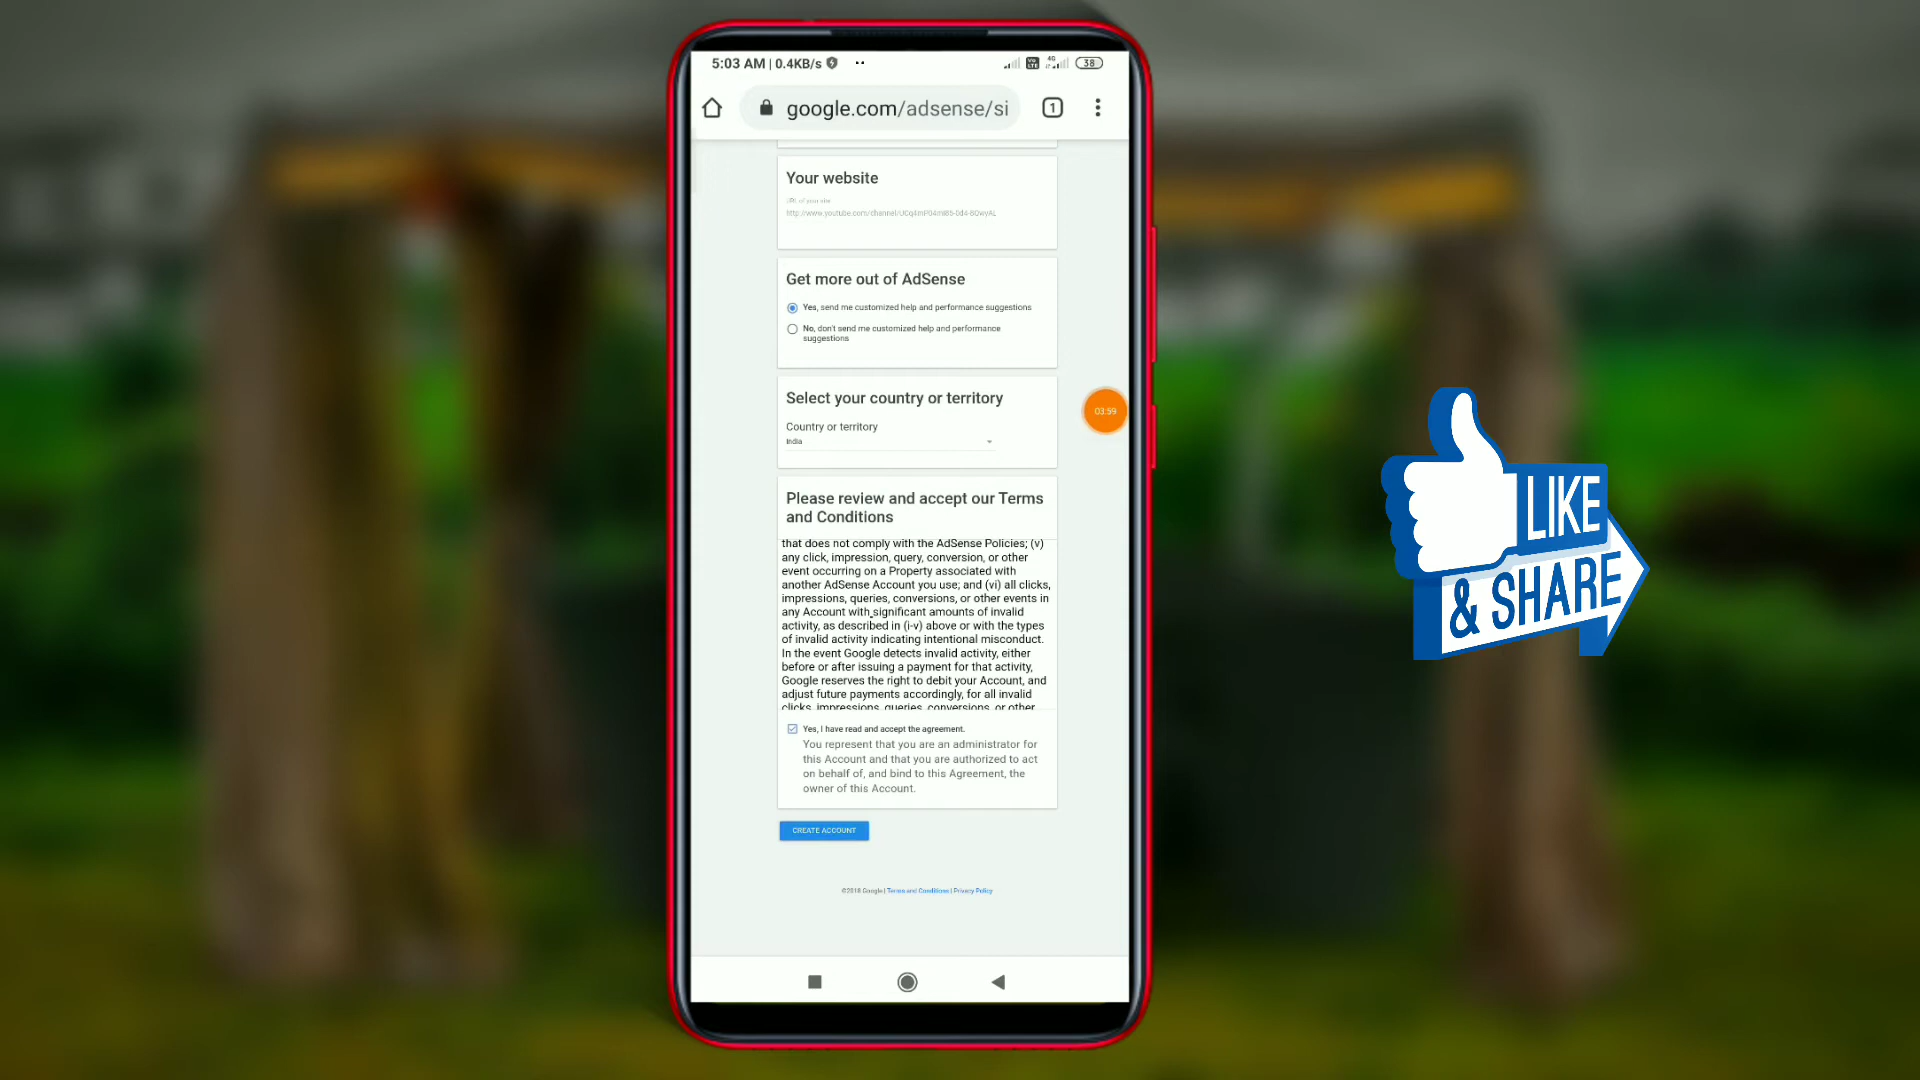 5:03 AM | 0.4KB/s
38
google.com/adsense/si
1
Your website
URL of your site
Get more out of AdSense
Yes, send me customized help and performance suggestions
No, don't send me customized help and performance
suggestions
03:59
Select your country or territory
Country or territory
India
Please review and accept our Terms
and Conditions
that does not comply with the AdSense Policies; (v)
any click, impression, query, conversion, or other
event occurring on a Property associated with
another AdSense Account you use; and (vi) all clicks,
impressions, queries, conversions, or other events in
any Account with significant amounts of invalid
activity, as described in (i-v) above or with the types
of invalid activity indicating intentional misconduct.
In the event Google detects invalid activity, either
before or after issuing a payment for that activity,
Google reserves the right to debit your Account, and
adjust future payments accordingly, for all invalid
clicks, impressions, queries, conversions, or other
Yes, I have read and accept the agreement.
You represent that you are an administrator for
this Account and that you are authorized to act
on behalf of, and bind to this Agreement, the
owner of this Account.
CREATE ACCOUNT
©2018 Google | Terms and Conditions | Privacy Policy
LIKE
& SHARE